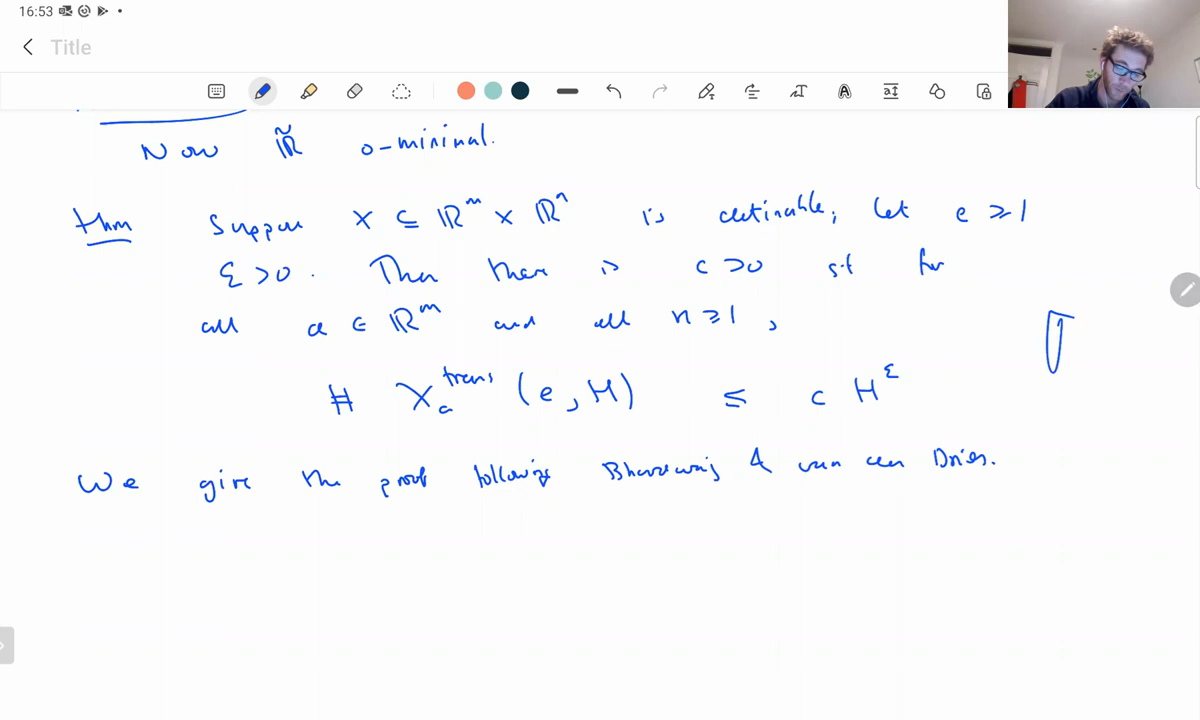 16:53
Title
Now ℝ̃ o-minimal.
Thm Suppose X ⊆ ℝ^m × ℝ^n is definable, let e ≥ 1
ε > 0. Then there is c > 0 s.t for
all a ∈ ℝ^m and all H ≥ 1,
# X_a^trans (e, H) ≤ c H^ε
We give the proof following Bhardwaj & van den Dries.